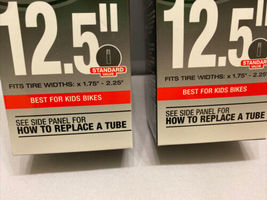 12.5"
STANDARD
VALVE
FITS TIRE WIDTHS: x 1.75" - 2.25"
BEST FOR KIDS BIKES
SEE SIDE PANEL FOR
HOW TO REPLACE A TUBE
12.5"
STANDARD
VALVE
FITS TIRE WIDTHS: x 1.75" -
BEST FOR KIDS BIKES
SEE SIDE PANEL FOR
HOW TO REPLACE A TUBE